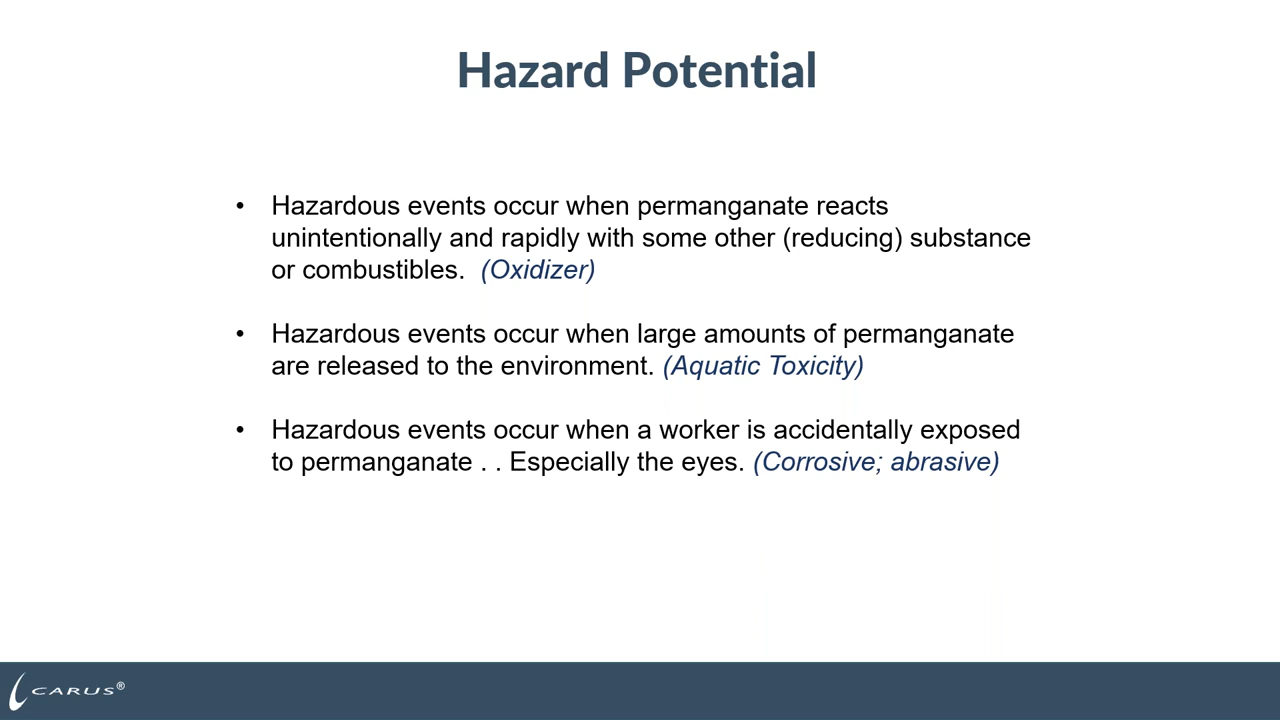 Hazard Potential
• Hazardous events occur when permanganate reacts
unintentionally and rapidly with some other (reducing) substance
or combustibles. (Oxidizer)
• Hazardous events occur when large amounts of permanganate
are released to the environment. (Aquatic Toxicity)
• Hazardous events occur when a worker is accidentally exposed
to permanganate . . Especially the eyes. (Corrosive; abrasive)
CARUS®